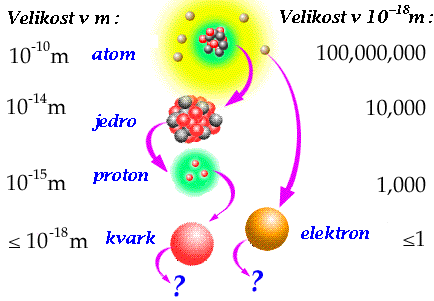 Velikost v m :
Velikost v 10⁻¹⁸m :
10⁻¹⁰m atom 100,000,000
10⁻¹⁴m jedro 10,000
10⁻¹⁵m proton 1,000
≤ 10⁻¹⁸m kvark elektron ≤1
? ?